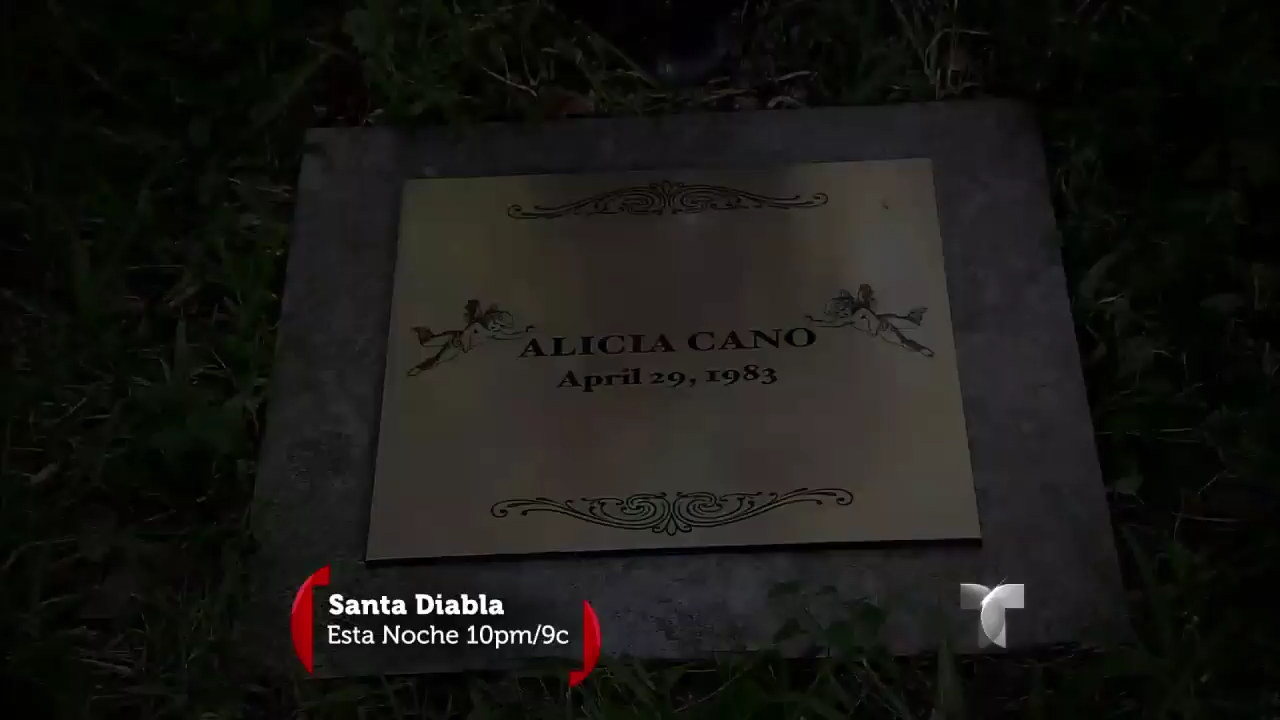 ALICIA CANO
April 29, 1983
Santa Diabla
Esta Noche 10pm/9c